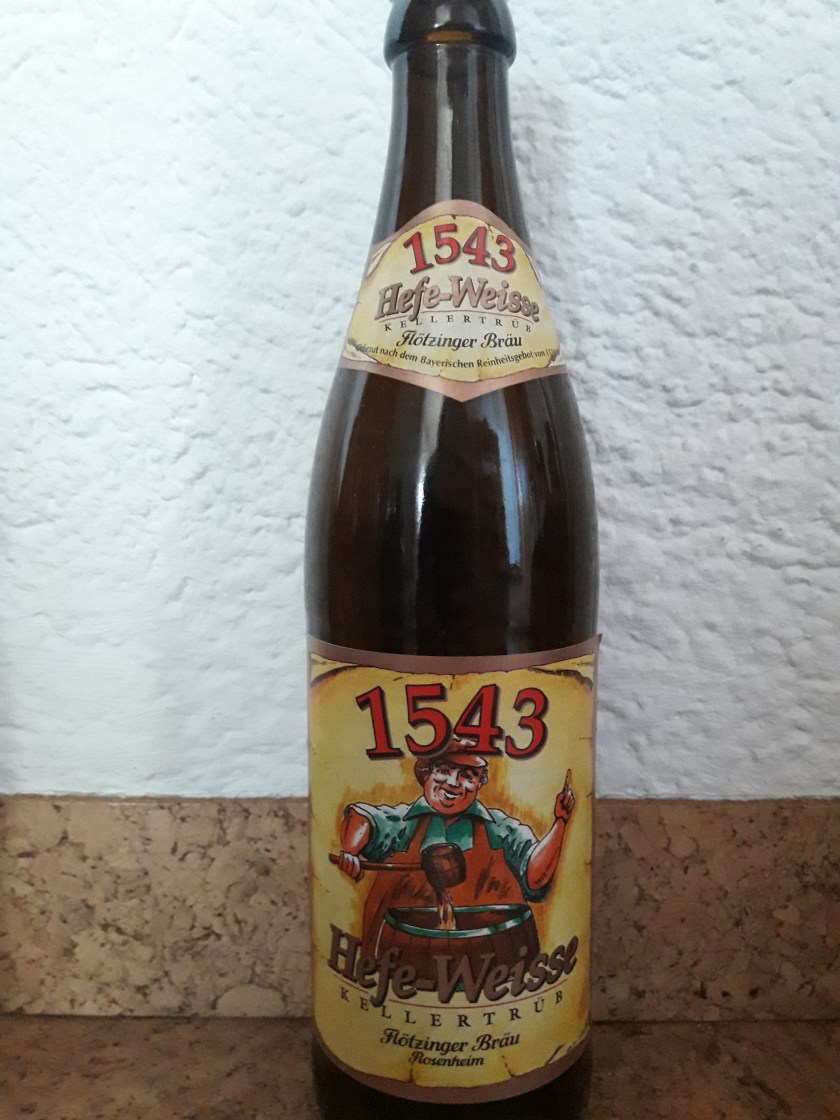 1543
Hefe-Weisse
KELLERTRÜB
Flötzinger Bräu
nach dem Bayerischen Reinheitsgebot von
1543
Hefe-Weisse
KELLERTRÜB
Flötzinger Bräu
Rosenheim